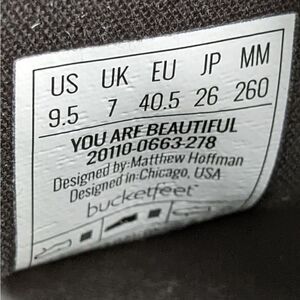 US UK EU JP MM
9.5 7 40.5 26 260
YOU ARE BEAUTIFUL
20110-0663-278
Designed by:Matthew Hoffman
Designed in:Chicago, USA
bucketfeet